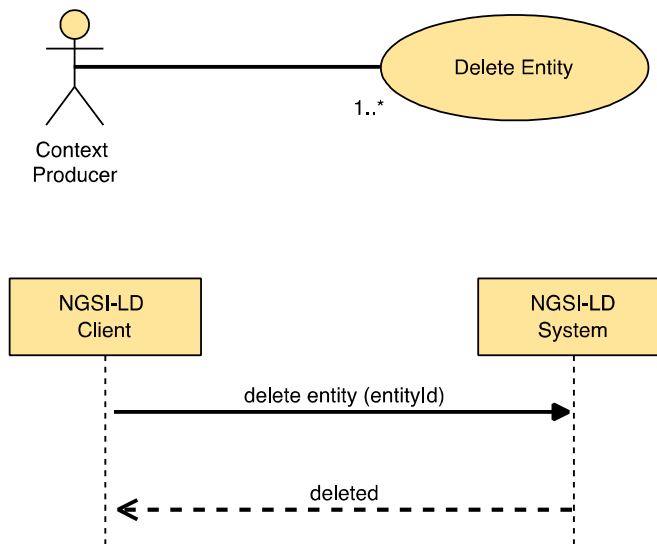 Delete Entity
1..*
Context
Producer
NGSI-LD
Client
NGSI-LD
System
delete entity (entityId)
deleted